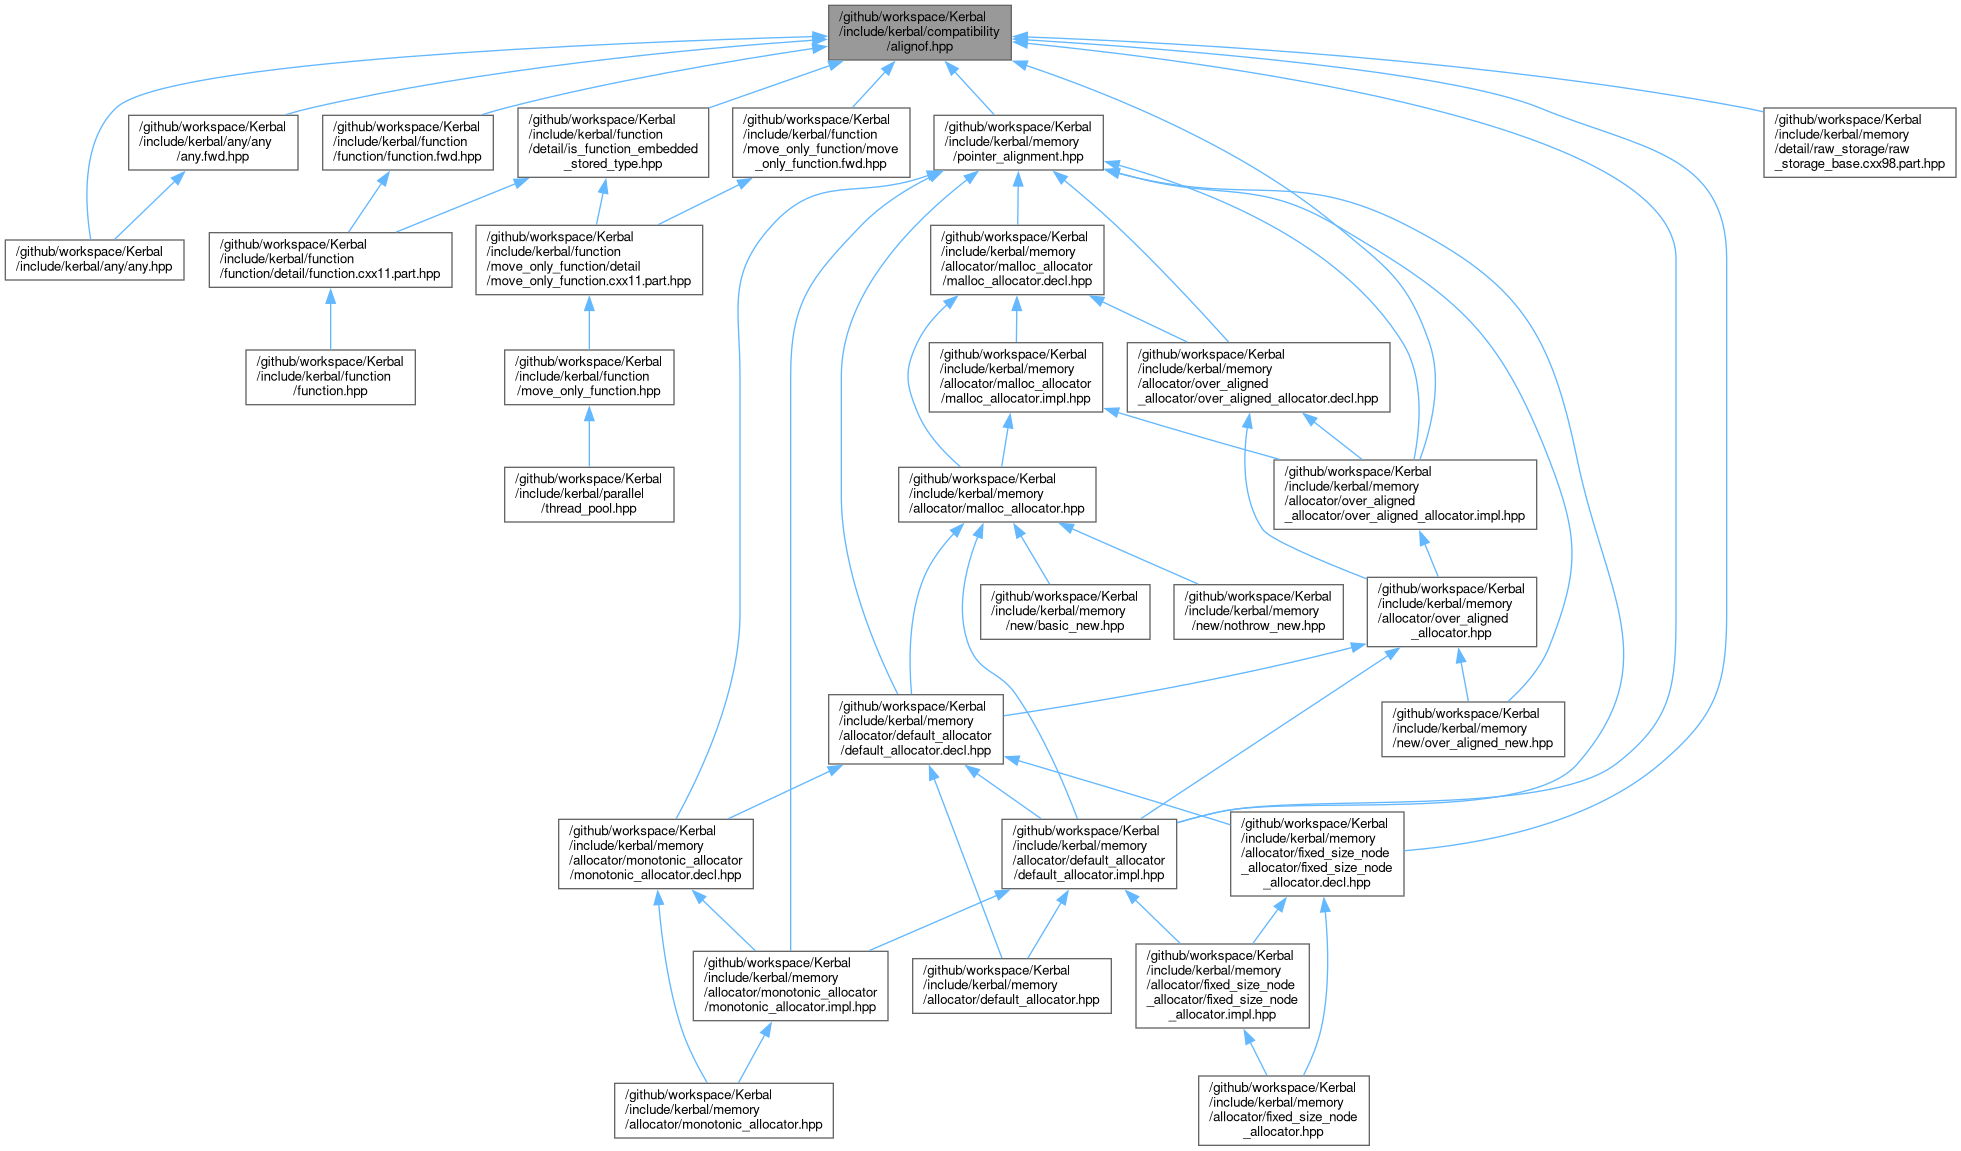 /github/workspace/Kerbal
/include/kerbal/compatibility
/alignof.hpp
/github/workspace/Kerbal
/include/kerbal/any/any
/any.fwd.hpp
/github/workspace/Kerbal
/include/kerbal/function
/function/function.fwd.hpp
/github/workspace/Kerbal
/include/kerbal/function
/detail/is_function_embedded
_stored_type.hpp
/github/workspace/Kerbal
/include/kerbal/function
/move_only_function/move
_only_function.fwd.hpp
/github/workspace/Kerbal
/include/kerbal/memory
/pointer_alignment.hpp
/github/workspace/Kerbal
/include/kerbal/memory
/detail/raw_storage/raw
_storage_base.cxx98.part.hpp
/github/workspace/Kerbal
/include/kerbal/any/any.hpp
/github/workspace/Kerbal
/include/kerbal/function
/function/detail/function.cxx11.part.hpp
/github/workspace/Kerbal
/include/kerbal/function
/move_only_function/detail
/move_only_function.cxx11.part.hpp
/github/workspace/Kerbal
/include/kerbal/memory
/allocator/malloc_allocator
/malloc_allocator.decl.hpp
/github/workspace/Kerbal
/include/kerbal/function
/function.hpp
/github/workspace/Kerbal
/include/kerbal/function
/move_only_function.hpp
/github/workspace/Kerbal
/include/kerbal/memory
/allocator/malloc_allocator
/malloc_allocator.impl.hpp
/github/workspace/Kerbal
/include/kerbal/memory
/allocator/over_aligned
_allocator/over_aligned_allocator.decl.hpp
/github/workspace/Kerbal
/include/kerbal/parallel
/thread_pool.hpp
/github/workspace/Kerbal
/include/kerbal/memory
/allocator/malloc_allocator.hpp
/github/workspace/Kerbal
/include/kerbal/memory
/allocator/over_aligned
_allocator/over_aligned_allocator.impl.hpp
/github/workspace/Kerbal
/include/kerbal/memory
/new/basic_new.hpp
/github/workspace/Kerbal
/include/kerbal/memory
/new/nothrow_new.hpp
/github/workspace/Kerbal
/include/kerbal/memory
/allocator/over_aligned
_allocator.hpp
/github/workspace/Kerbal
/include/kerbal/memory
/allocator/default_allocator
/default_allocator.decl.hpp
/github/workspace/Kerbal
/include/kerbal/memory
/new/over_aligned_new.hpp
/github/workspace/Kerbal
/include/kerbal/memory
/allocator/monotonic_allocator
/monotonic_allocator.decl.hpp
/github/workspace/Kerbal
/include/kerbal/memory
/allocator/default_allocator
/default_allocator.impl.hpp
/github/workspace/Kerbal
/include/kerbal/memory
/allocator/fixed_size_node
_allocator/fixed_size_node
_allocator.decl.hpp
/github/workspace/Kerbal
/include/kerbal/memory
/allocator/monotonic_allocator
/monotonic_allocator.impl.hpp
/github/workspace/Kerbal
/include/kerbal/memory
/allocator/default_allocator.hpp
/github/workspace/Kerbal
/include/kerbal/memory
/allocator/fixed_size_node
_allocator/fixed_size_node
_allocator.impl.hpp
/github/workspace/Kerbal
/include/kerbal/memory
/allocator/monotonic_allocator.hpp
/github/workspace/Kerbal
/include/kerbal/memory
/allocator/fixed_size_node
_allocator.hpp